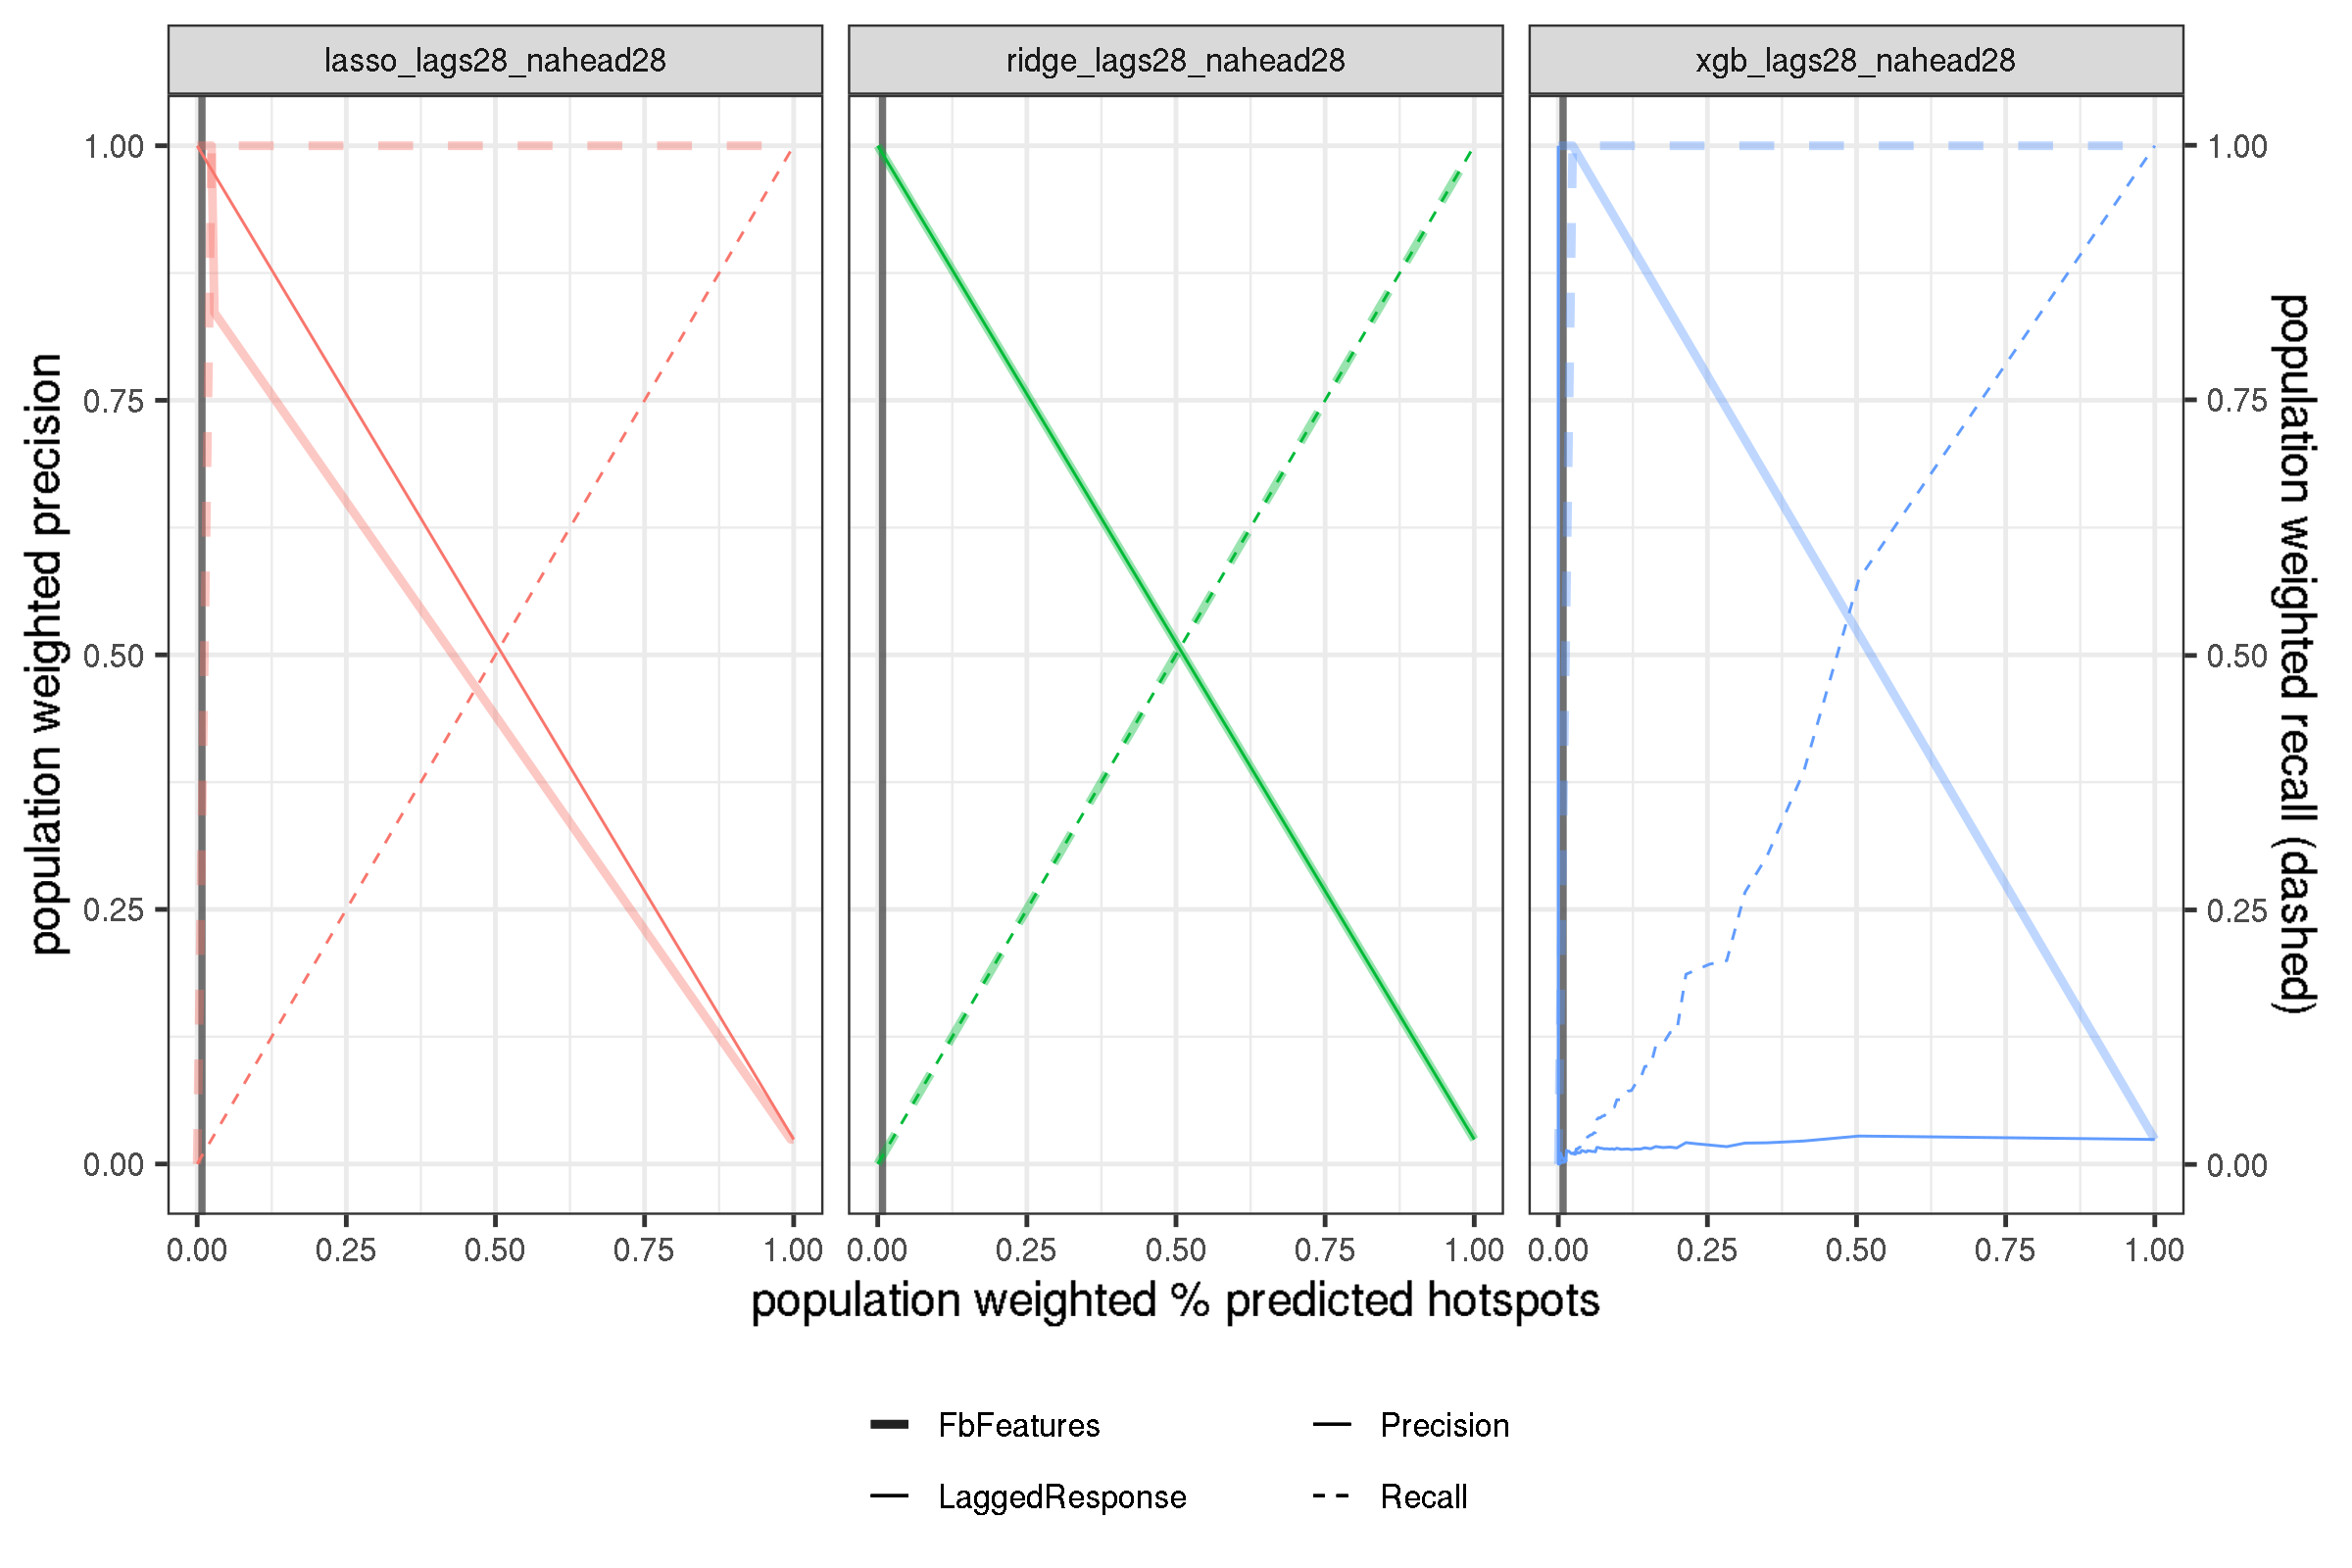 lasso_lags28_nahead28
ridge_lags28_nahead28
xgb_lags28_nahead28
population weighted precision
1.00
0.75
0.50
0.25
0.00
1.00
0.75
0.50
0.25
0.00
population weighted recall (dashed)
0.00 0.25 0.50 0.75 1.00
0.00 0.25 0.50 0.75 1.00
0.00 0.25 0.50 0.75 1.00
population weighted % predicted hotspots
FbFeatures
LaggedResponse
Precision
Recall